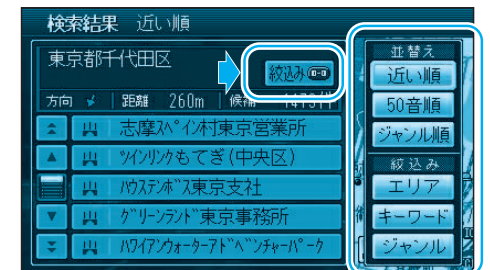 検索結果 近い順
東京都千代田区
絞込み
方向 距離 260m 候補 1473件
志摩ｽﾍﾟｲﾝ村東京営業所
ﾂｲﾝﾘﾝｸもてぎ(中央区)
ﾊｳｽﾃﾝﾎﾞｽ東京支社
ｸﾞﾘｰﾝﾗﾝﾄﾞ東京事務所
ﾊﾜｲｱﾝｳｫｰﾀｰｱﾄﾞﾍﾞﾝﾁｬｰﾊﾟｰｸ
並替え
近い順
50音順
ジャンル順
絞込み
エリア
キーワード
ジャンル